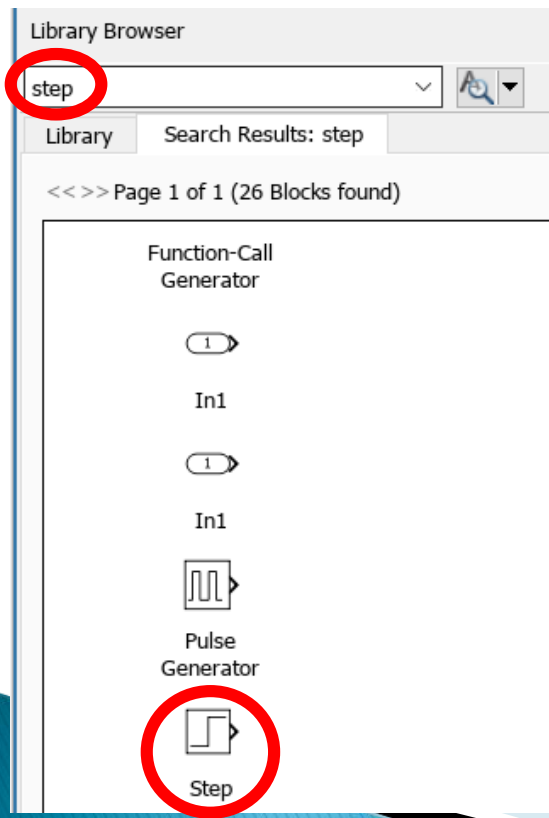 Library Browser
step
Library Search Results: step
<< >> Page 1 of 1 (26 Blocks found)
Function-Call
Generator
1
In1
1
In1
Pulse
Generator
Step